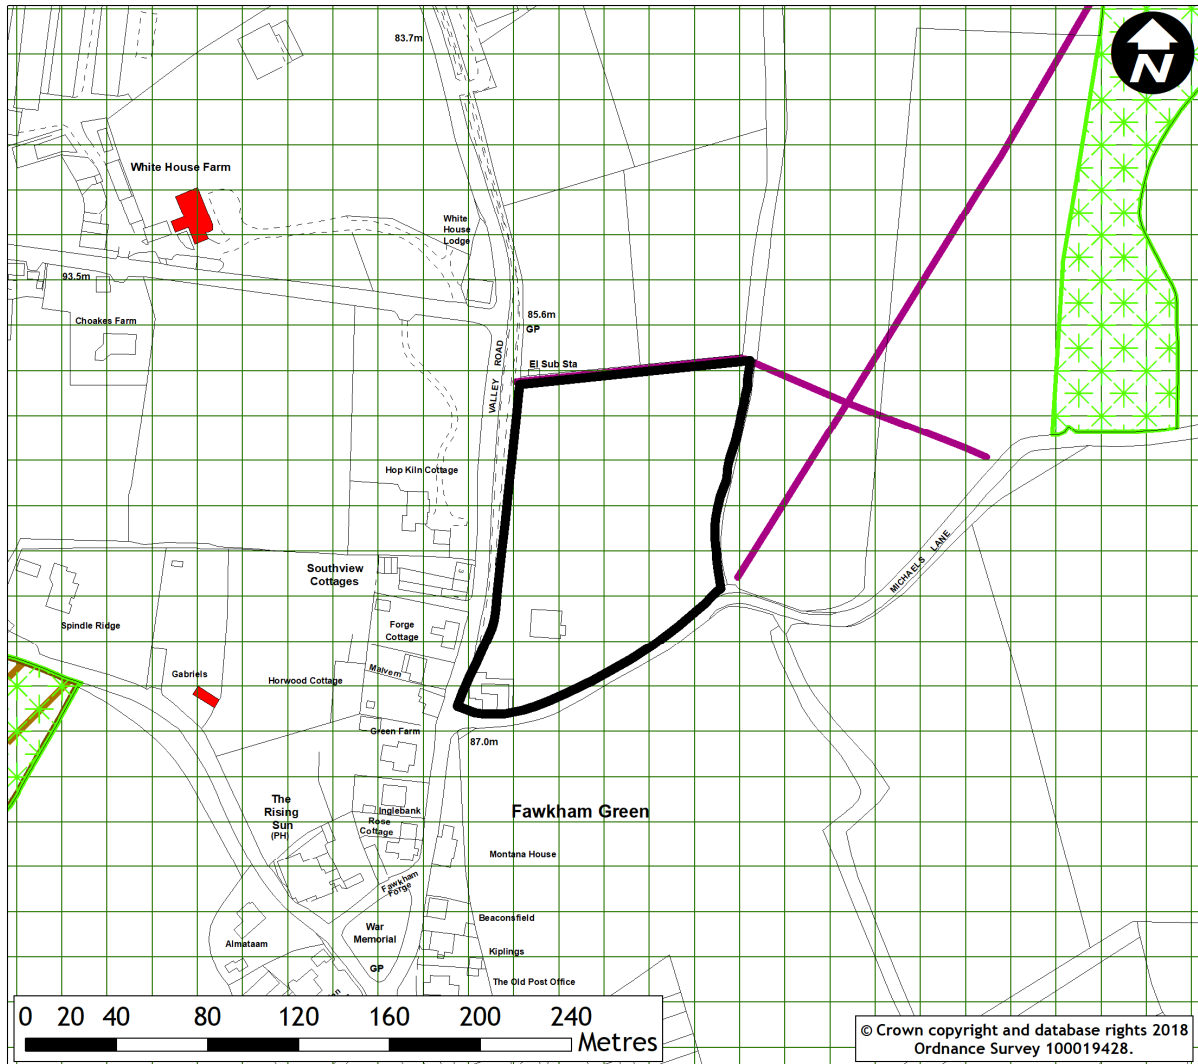 83.7m
N
White House Farm
White
House
Lodge
93.5m
Choakes Farm
85.6m
GP
VALLEY ROAD
El Sub Sta
Hop Kiln Cottage
MICHAELS LANE
Southview
Cottages
Spindle Ridge
Forge
Cottage
Malvern
Gabriels
Horwood Cottage
Green Farm
87.0m
The
Rising
Sun
(PH)
Inglebank
Rose
Cottage
Fawkham Green
Montana House
Fawkham
Forge
War
Memorial
Beaconsfield
Almataam
Kiplings
GP
The Old Post Office
0 20 40 80 120 160 200 240
Metres
© Crown copyright and database rights 2018
Ordnance Survey 100019428.